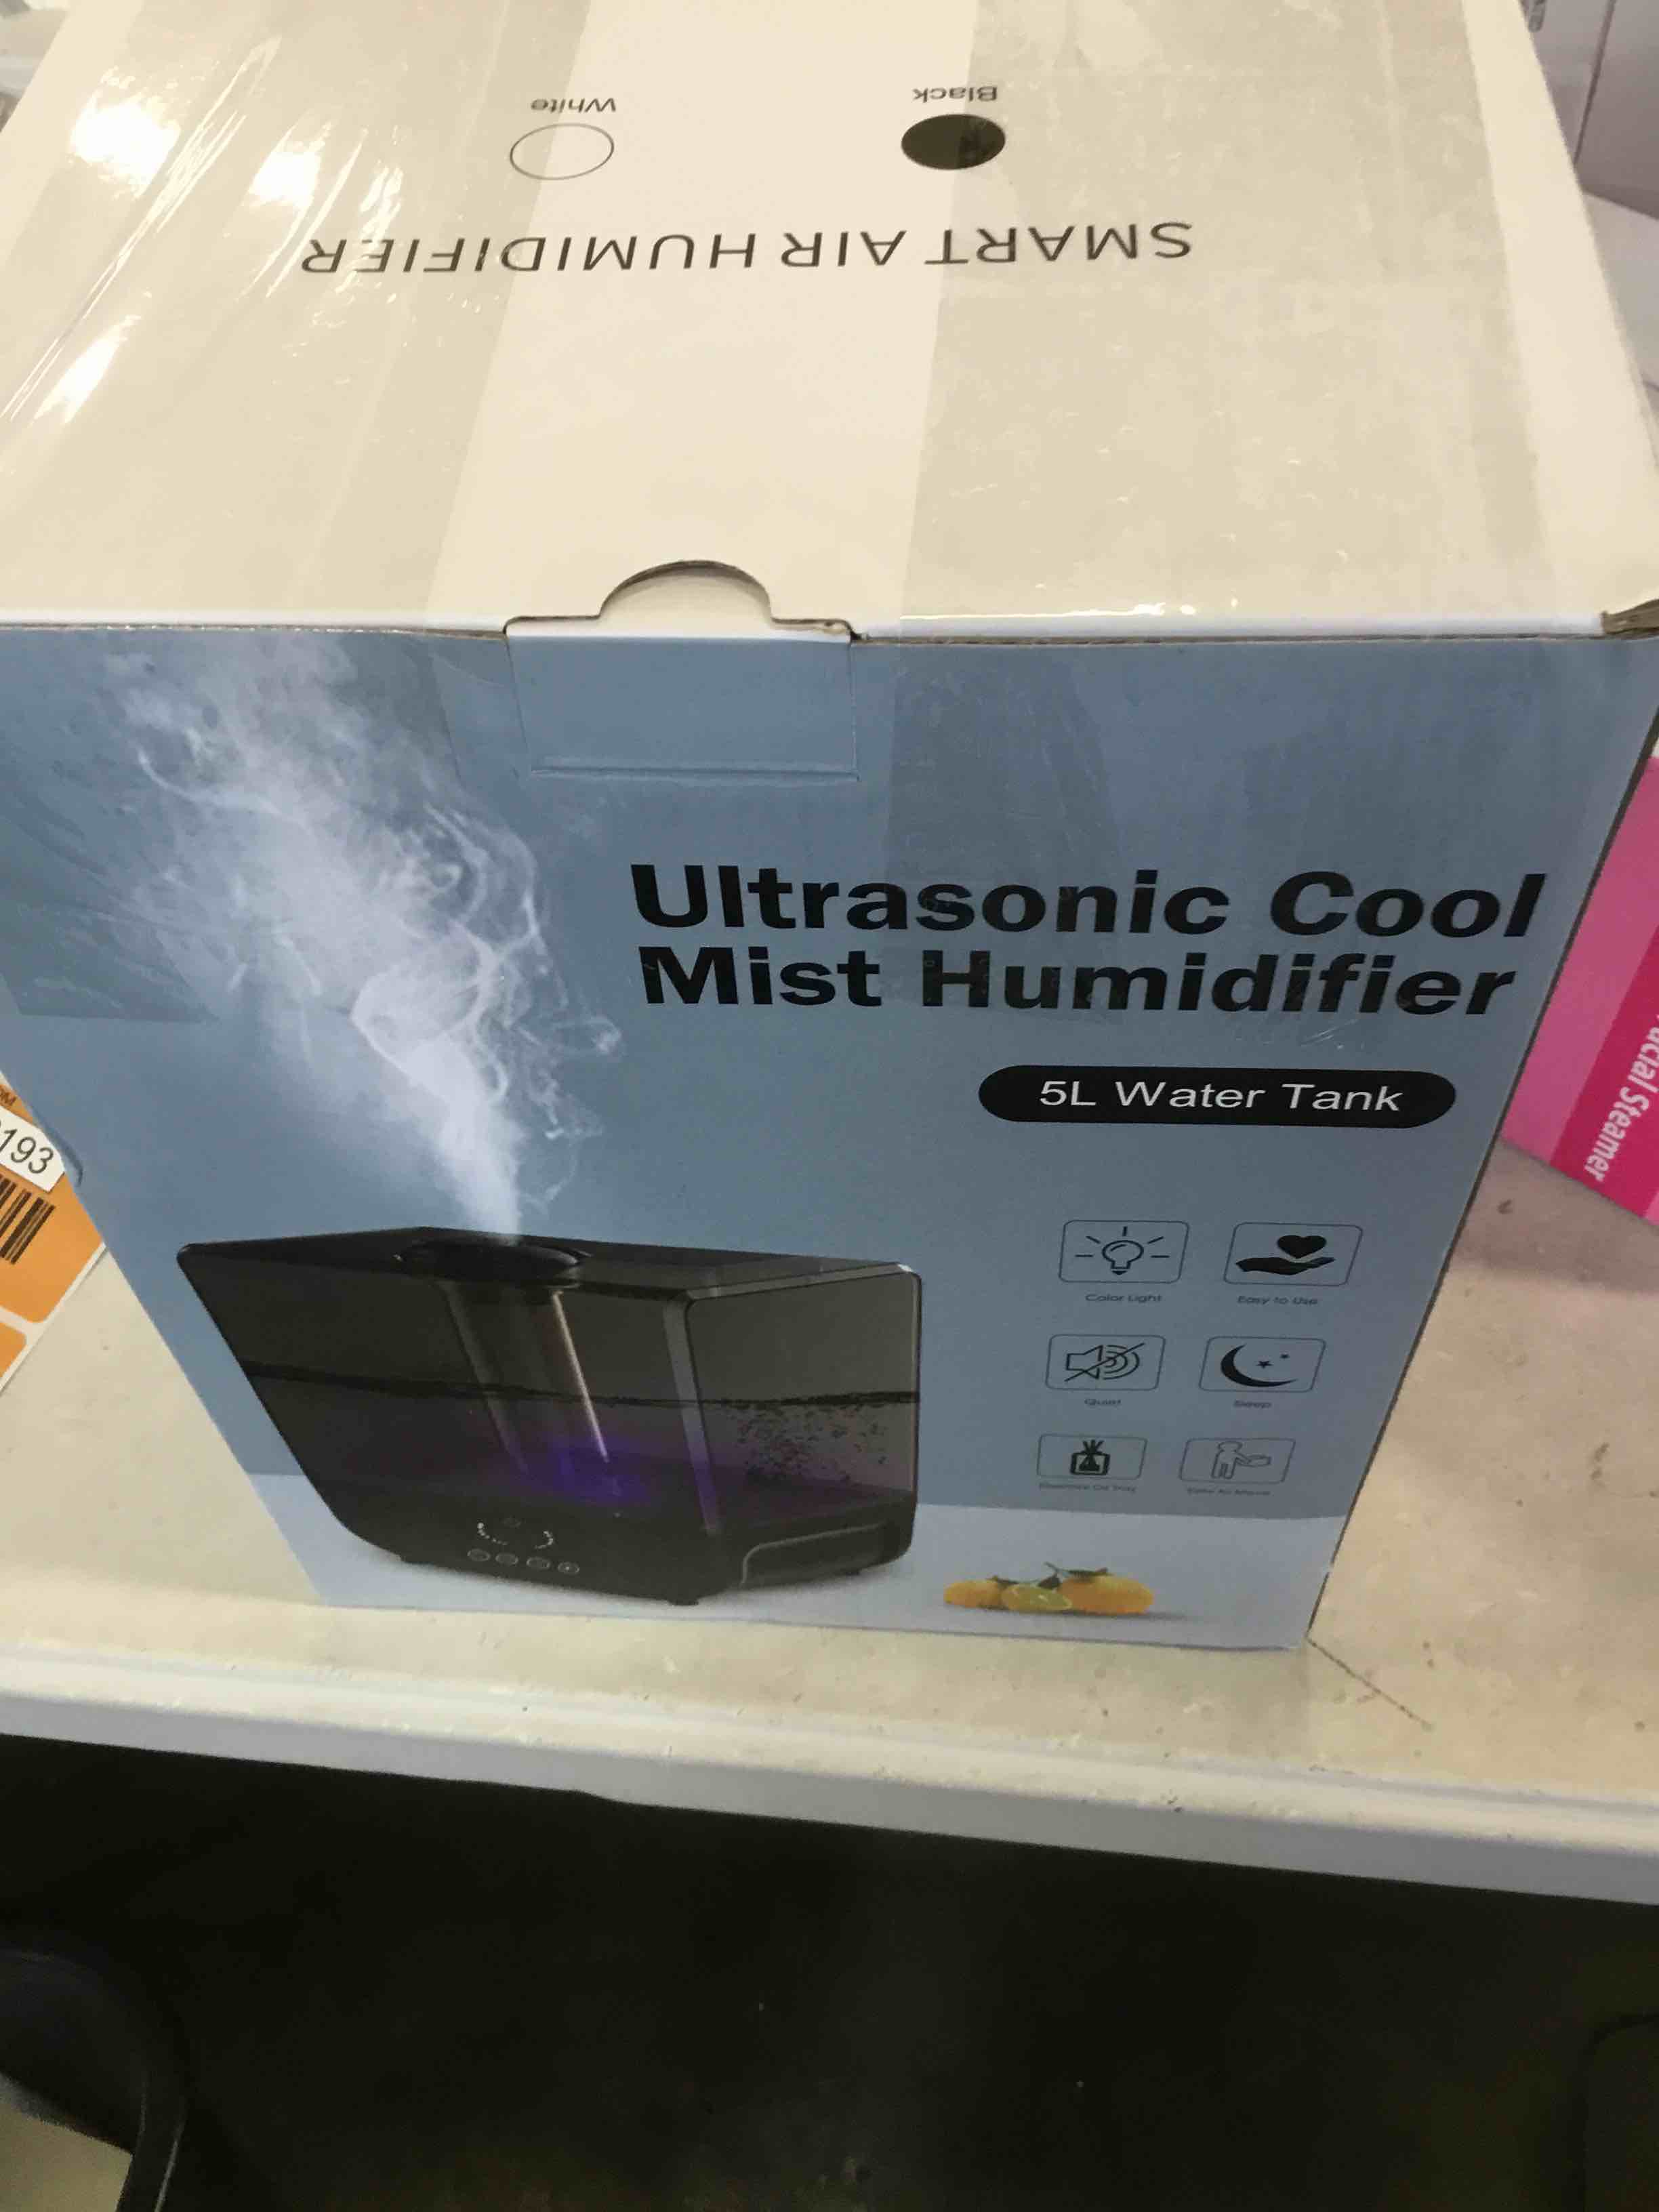 White
Black
SMART AIR HUMIDIFIER
Ultrasonic Cool
Mist Humidifier
5L Water Tank
Color Light
Easy to Use
Quiet
Sleep
193
Facial Steamer